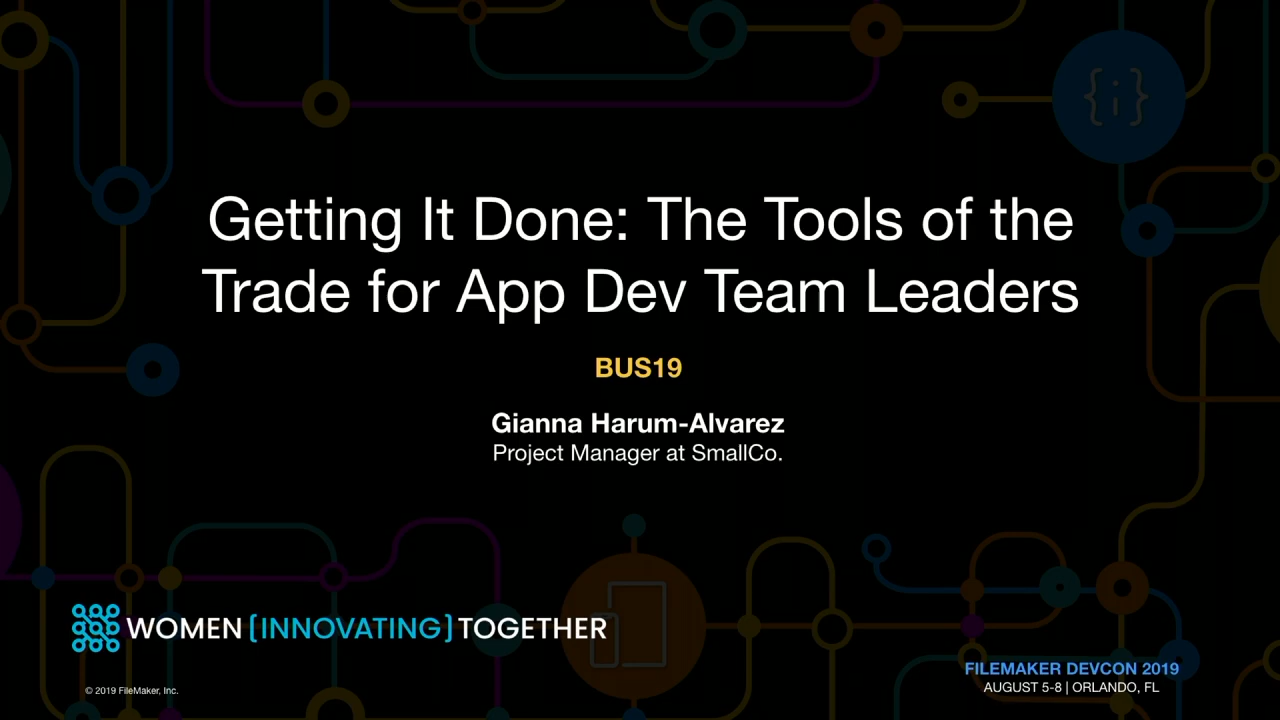 {i}
Getting It Done: The Tools of the
Trade for App Dev Team Leaders
BUS19
Gianna Harum-Alvarez
Project Manager at SmallCo.
WOMEN [INNOVATING] TOGETHER
© 2019 FileMaker, Inc.
FILEMAKER DEVCON 2019
AUGUST 5-8 | ORLANDO, FL